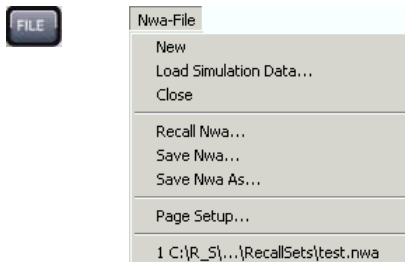 FILE
Nwa-File
New
Load Simulation Data...
Close
Recall Nwa...
Save Nwa...
Save Nwa As...
Page Setup...
1 C:\R_S\...\RecallSets\test.nwa